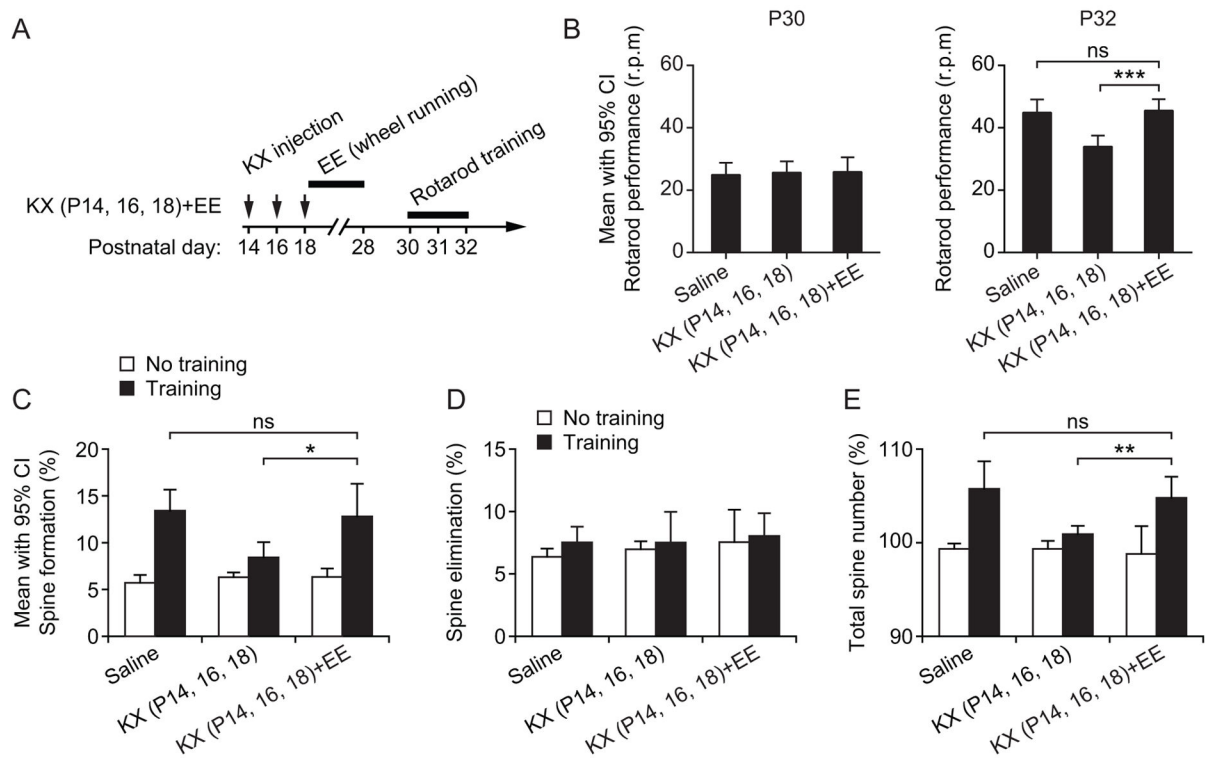 A
KX injection
EE (wheel running)
Rotarod training
KX (P14, 16, 18)+EE
Postnatal day:
14 16 18 28 30 31 32
B
P30
Mean with 95% CI
Rotarod performance (r.p.m)
60
40
20
0
Saline
KX (P14, 16, 18)
KX (P14, 16, 18)+EE
P32
Rotarod performance (r.p.m)
60
40
20
0
ns
***
Saline
KX (P14, 16, 18)
KX (P14, 16, 18)+EE
No training
Training
C
Mean with 95% CI
Spine formation (%)
20
15
10
5
0
ns
*
Saline
KX (P14, 16, 18)
KX (P14, 16, 18)+EE
D
No training
Training
Spine elimination (%)
15
10
5
0
Saline
KX (P14, 16, 18)
KX (P14, 16, 18)+EE
E
Total spine number (%)
110
100
90
ns
**
Saline
KX (P14, 16, 18)
KX (P14, 16, 18)+EE